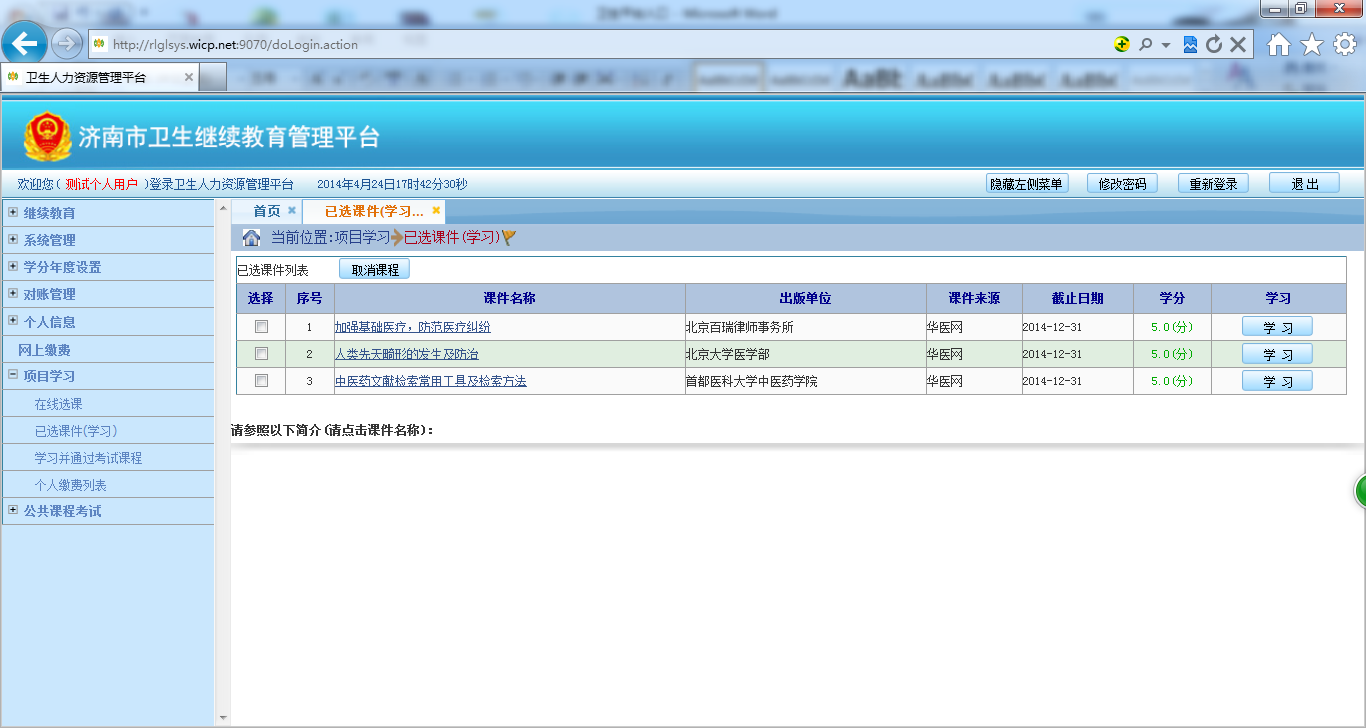 卫生平台入口 - Microsoft Word
http://rlglsys.wicp.net:9070/doLogin.action
卫生人力资源管理平台
济南市卫生继续教育管理平台
欢迎您( 测试个人用户 )登录卫生人力资源管理平台 2014年4月24日17时42分30秒
隐藏左侧菜单 修改密码 重新登录 退 出
继续教育
系统管理
学分年度设置
对账管理
个人信息
网上缴费
项目学习
在线选课
已选课件(学习)
学习并通过考试课程
个人缴费列表
公共课程考试
首页 已选课件(学习...
当前位置:项目学习 已选课件(学习)
已选课件列表 取消课程
选择 序号 课件名称 出版单位 课件来源 截止日期 学分 学习
1 加强基础医疗，防范医疗纠纷 北京百瑞律师事务所 华医网 2014-12-31 5.0(分) 学 习
2 人类先天畸形的发生及防治 北京大学医学部 华医网 2014-12-31 5.0(分) 学 习
3 中医药文献检索常用工具及检索方法 首都医科大学中医药学院 华医网 2014-12-31 5.0(分) 学 习
请参照以下简介(请点击课件名称)：